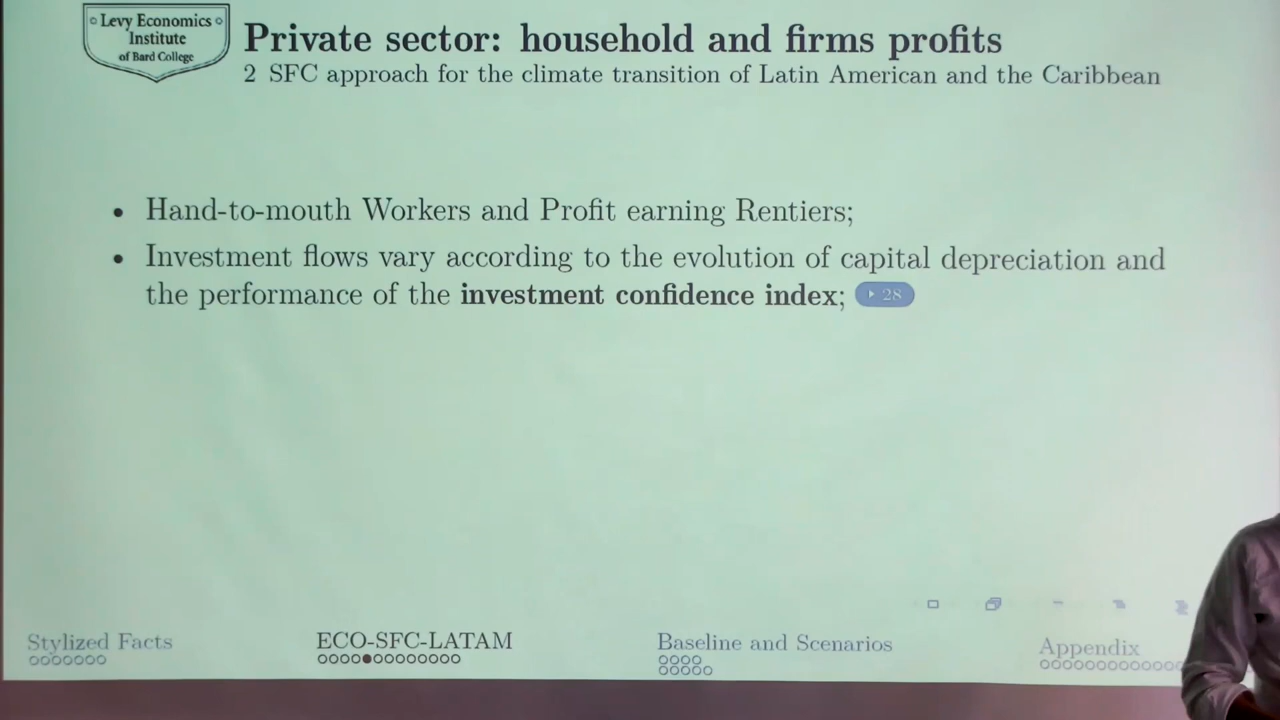 Levy Economics
Institute
of Bard College
Private sector: household and firms profits
2 SFC approach for the climate transition of Latin American and the Caribbean
• Hand-to-mouth Workers and Profit earning Rentiers;
• Investment flows vary according to the evolution of capital depreciation and
the performance of the investment confidence index; 28
Stylized Facts
ECO-SFC-LATAM
Baseline and Scenarios
Appendix